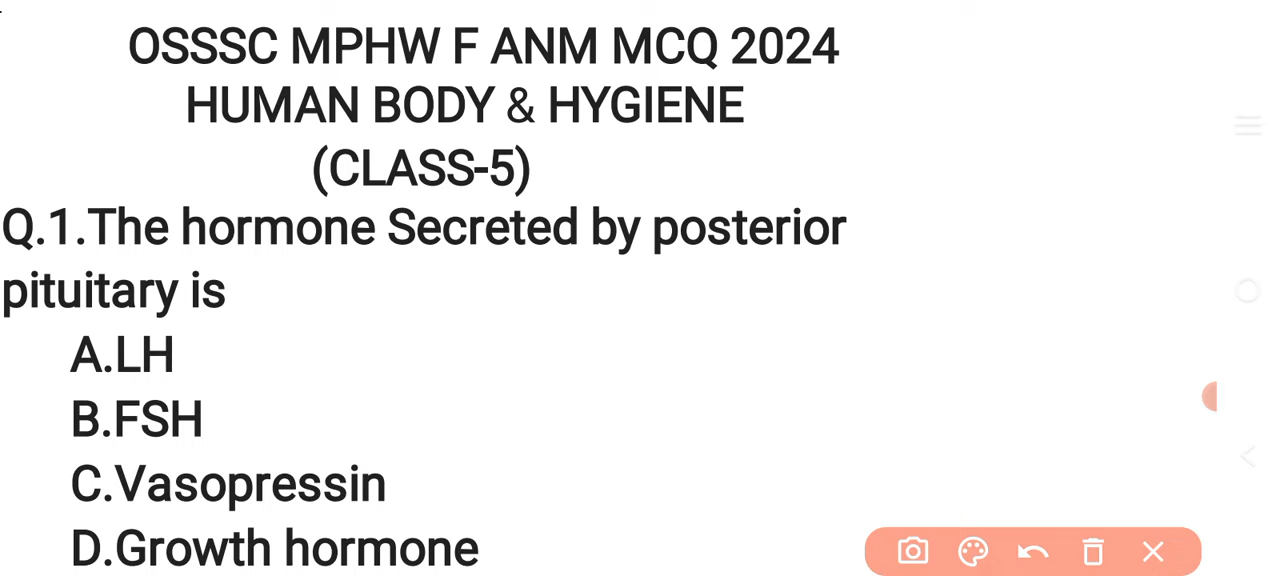 OSSSC MPHW F ANM MCQ 2024
HUMAN BODY & HYGIENE
(CLASS-5)
Q.1.The hormone Secreted by posterior
pituitary is
A.LH
B.FSH
C.Vasopressin
D.Growth hormone